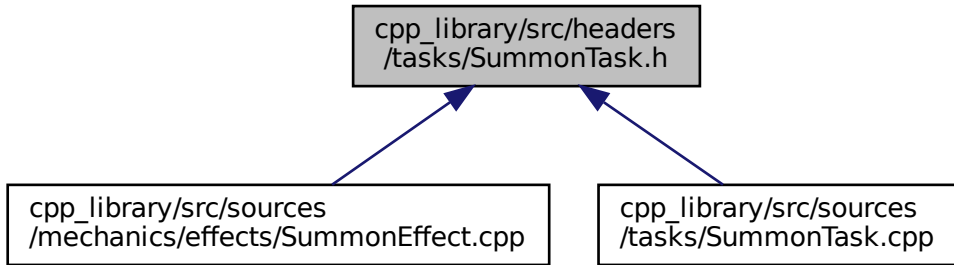 cpp_library/src/headers
/tasks/SummonTask.h
cpp_library/src/sources
/mechanics/effects/SummonEffect.cpp
cpp_library/src/sources
/tasks/SummonTask.cpp